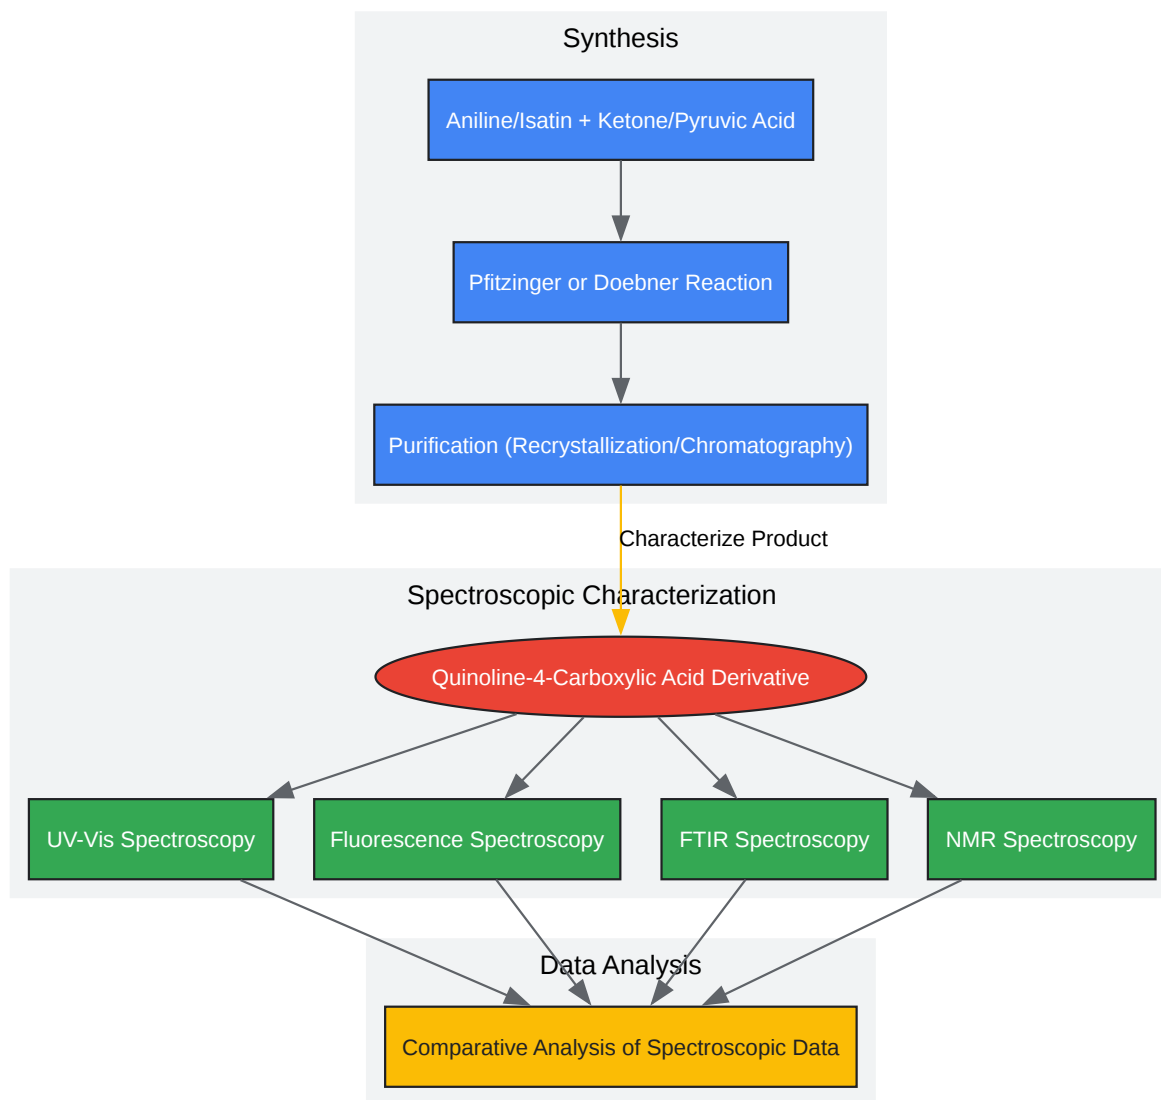 Synthesis
Aniline/Isatin + Ketone/Pyruvic Acid
Pfitzinger or Doebner Reaction
Purification (Recrystallization/Chromatography)
Characterize Product
Spectroscopic Characterization
Quinoline-4-Carboxylic Acid Derivative
UV-Vis Spectroscopy
Fluorescence Spectroscopy
FTIR Spectroscopy
NMR Spectroscopy
Data Analysis
Comparative Analysis of Spectroscopic Data